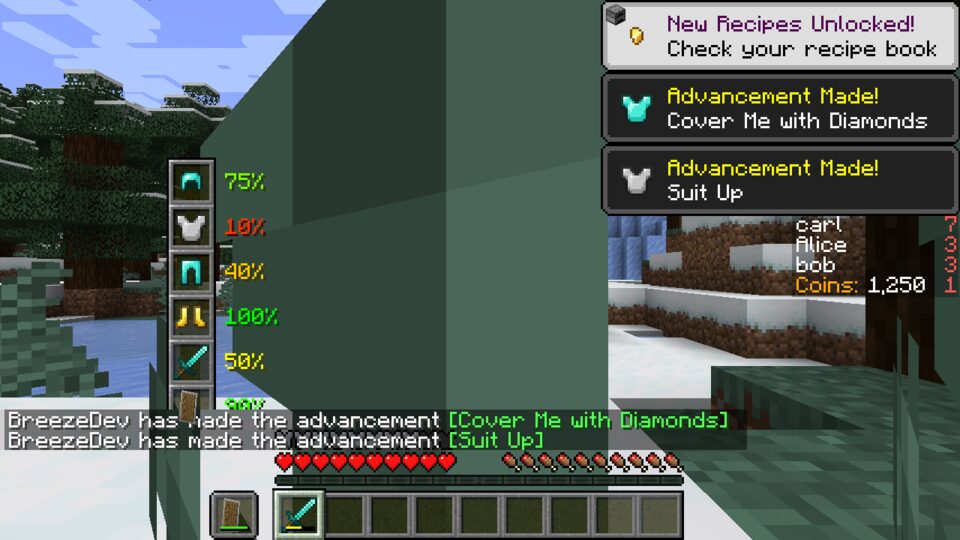 New Recipes Unlocked!
Check your recipe book
Advancement Made!
Cover Me with Diamonds
Advancement Made!
Suit Up
carl 7
Alice 3
bob 3
Coins: 1,250 1
75%
10%
40%
100%
50%
90%
BreezeDev has made the advancement [Cover Me with Diamonds]
BreezeDev has made the advancement [Suit Up]